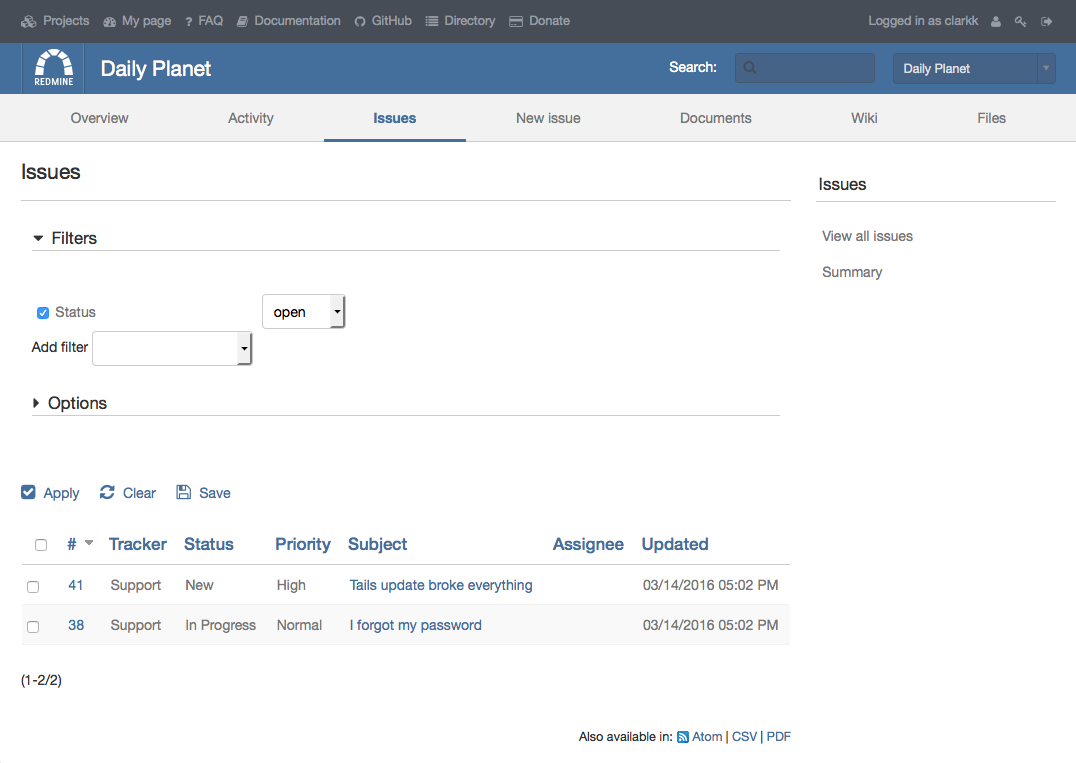 Projects My page ? FAQ Documentation GitHub Directory Donate Logged in as clarkk
REDMINE Daily Planet Search: Daily Planet
Overview Activity Issues New issue Documents Wiki Files
Issues
Issues
Filters
View all issues
Summary
Status open
Add filter
Options
Apply Clear Save
# Tracker Status Priority Subject Assignee Updated
41 Support New High Tails update broke everything 03/14/2016 05:02 PM
38 Support In Progress Normal I forgot my password 03/14/2016 05:02 PM
(1-2/2)
Also available in: Atom | CSV | PDF